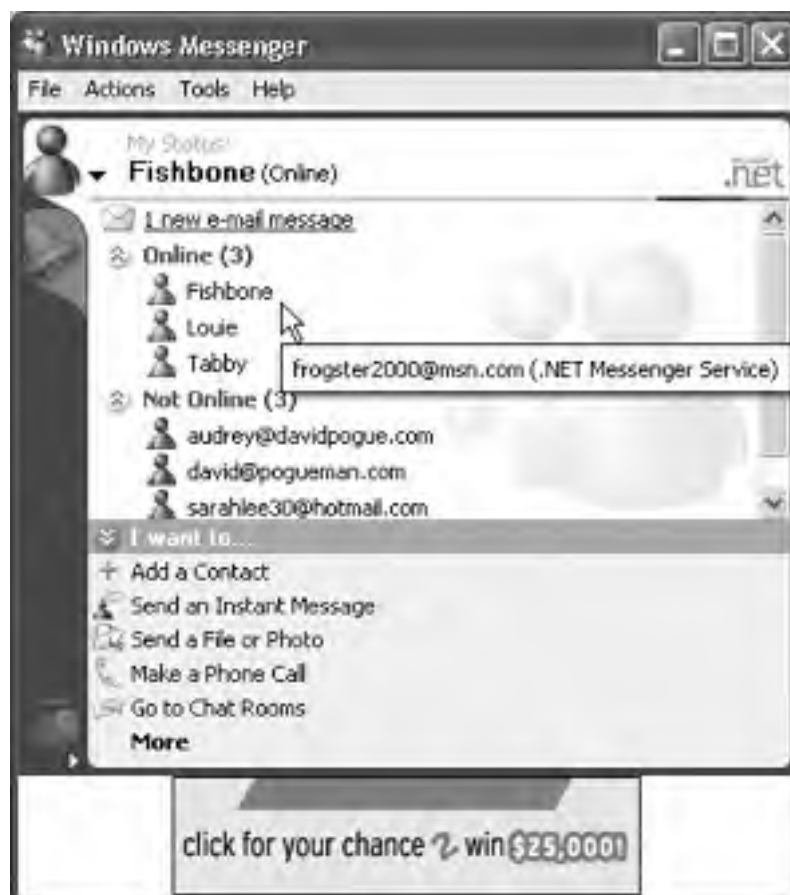 Windows Messenger
File Actions Tools Help
My Status:
Fishbone (Online)
.net
1 new e-mail message
Online (3)
Fishbone
Louie
Tabby
frogster2000@msn.com (.NET Messenger Service)
Not Online (3)
audrey@davidpogue.com
david@pogueman.com
sarahlee30@hotmail.com
I want to...
Add a Contact
Send an Instant Message
Send a File or Photo
Make a Phone Call
Go to Chat Rooms
More
click for your chance 2 win $25,000!